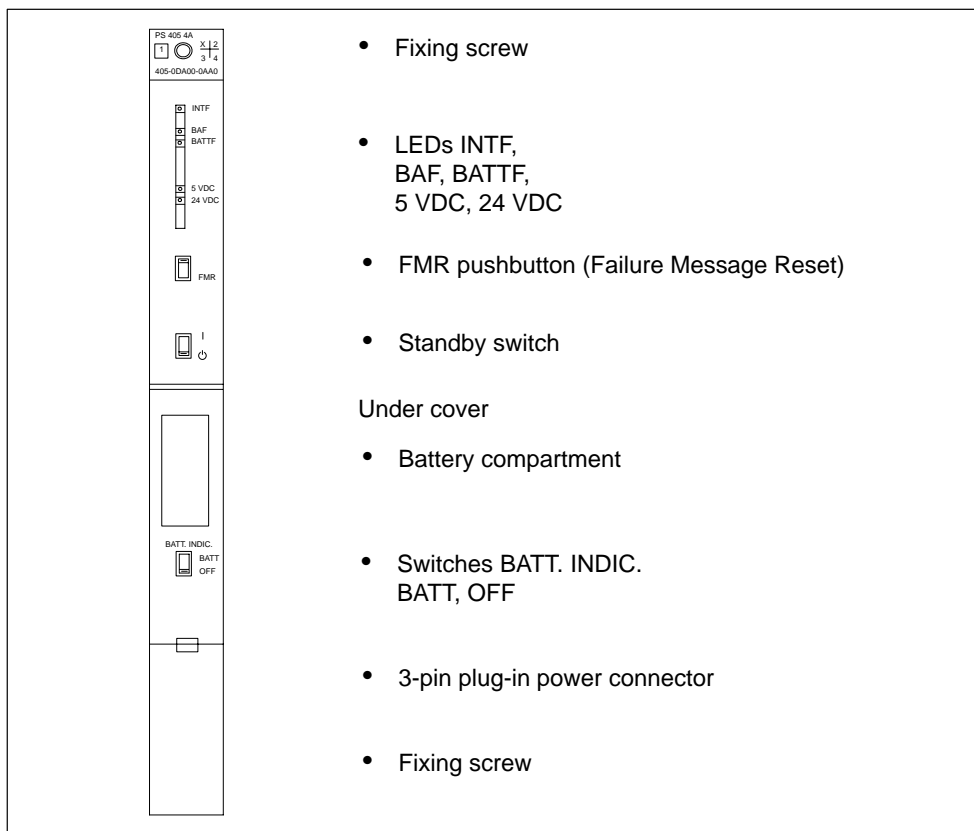 PS 405 4A
1
X 2
3 4
405-0DA00-0AA0
INTF
BAF
BATTF
5 VDC
24 VDC
FMR
I
BATT. INDIC.
BATT
OFF
• Fixing screw
• LEDs INTF,
BAF, BATTF,
5 VDC, 24 VDC
• FMR pushbutton (Failure Message Reset)
• Standby switch
Under cover
• Battery compartment
• Switches BATT. INDIC.
BATT, OFF
• 3-pin plug-in power connector
• Fixing screw